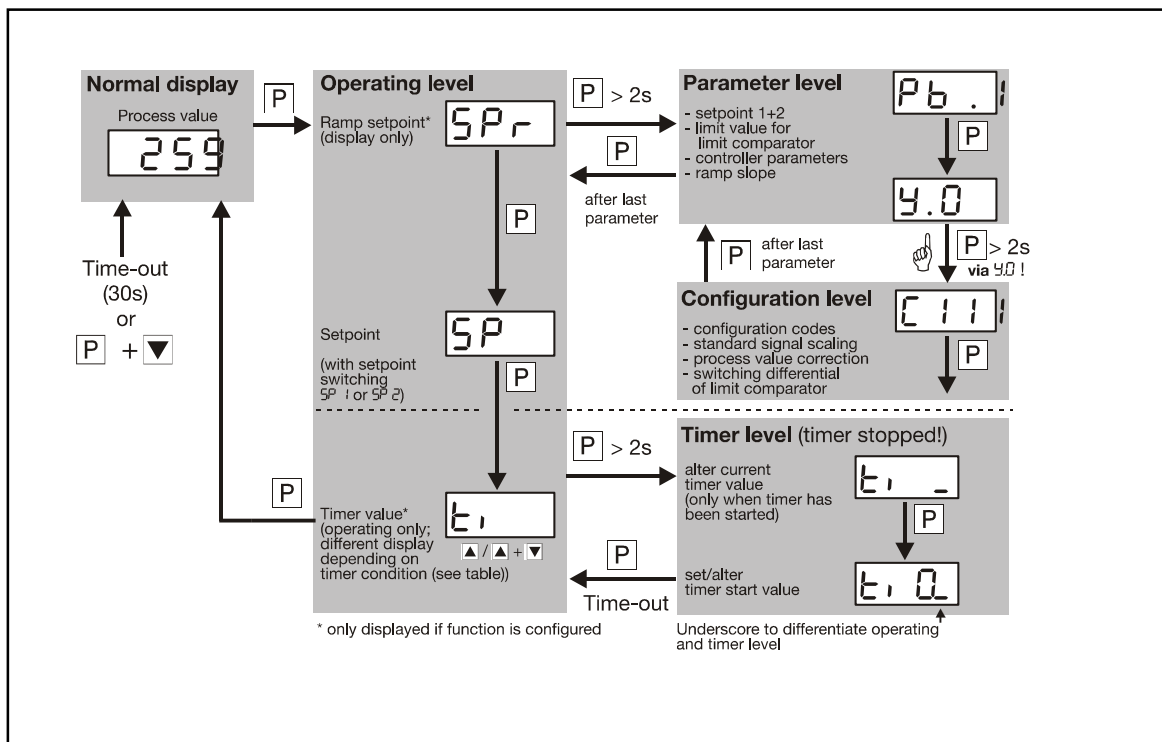 Normal display
Process value
259
P
Time-out
(30s)
or
P + ▼
Operating level
Ramp setpoint*
(display only)
SPr
P
Setpoint
SP
(with setpoint
switching
SP 1 or SP 2)
P
P
Timer value*
(operating only;
different display
depending on
timer condition (see table))
ti
▲ / ▲ + ▼
* only displayed if function is configured
P > 2s
P
after last
parameter
Parameter level
- setpoint 1+2
- limit value for
limit comparator
- controller parameters
- ramp slope
Pb .1
P
y.0
P > 2s
via y.0 !
P
after last
parameter
Configuration level
- configuration codes
- standard signal scaling
- process value correction
- switching differential
of limit comparator
C111
P
P > 2s
Timer level (timer stopped!)
alter current
timer value
(only when timer has
been started)
ti _
P
set/alter
timer start value
ti 0_
P
Time-out
Underscore to differentiate operating
and timer level